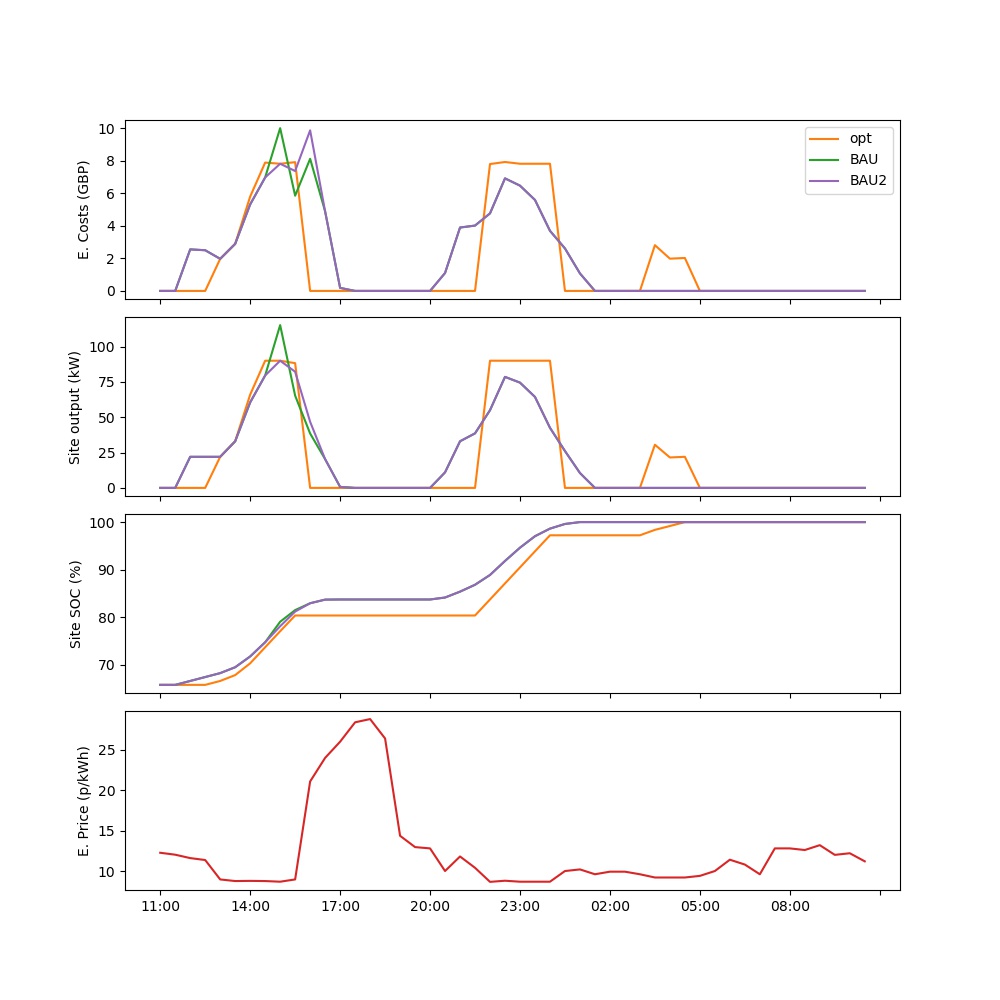 10
8
6
4
2
0
E. Costs (GBP)
opt
BAU
BAU2
100
75
50
25
0
Site output (kW)
100
90
80
70
Site SOC (%)
25
20
15
10
E. Price (p/kWh)
11:00 14:00 17:00 20:00 23:00 02:00 05:00 08:00